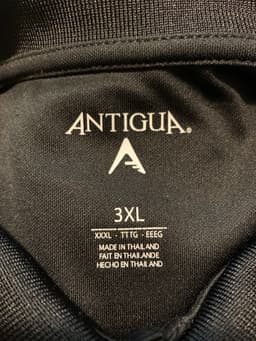 ANTIGUA®
3XL
XXXL · TTTG · EEEG
MADE IN THAILAND
FAIT EN THAILANDE
HECHO EN THAILAND